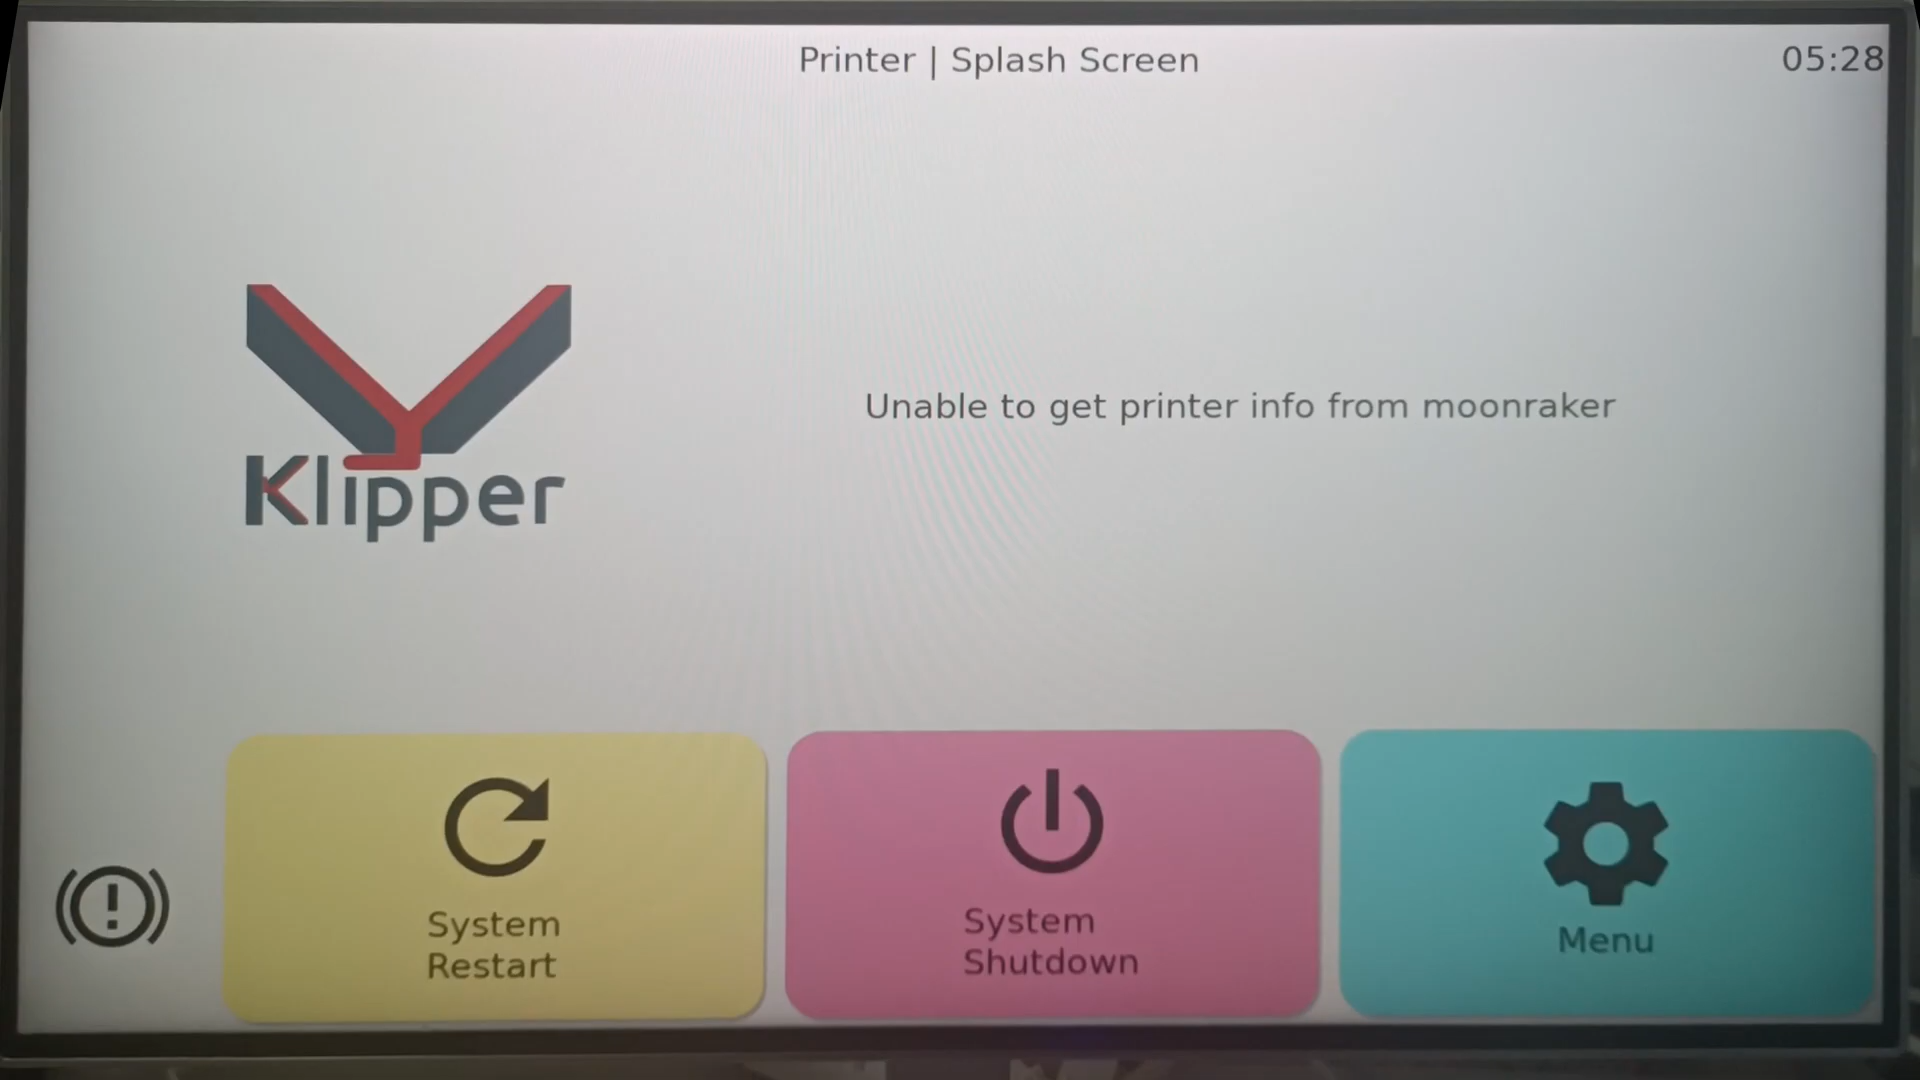 Printer | Splash Screen
05:28
Klipper
Unable to get printer info from moonraker
System
Restart
System
Shutdown
Menu